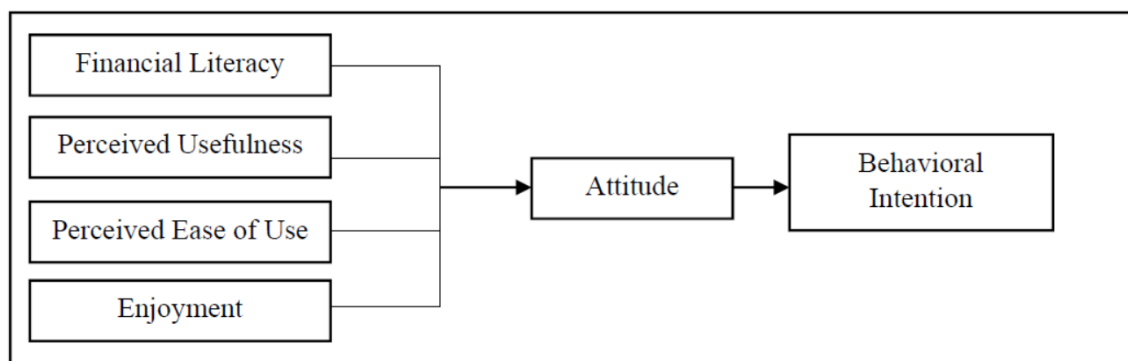 Financial Literacy
Perceived Usefulness
Perceived Ease of Use
Enjoyment
Attitude
Behavioral
Intention